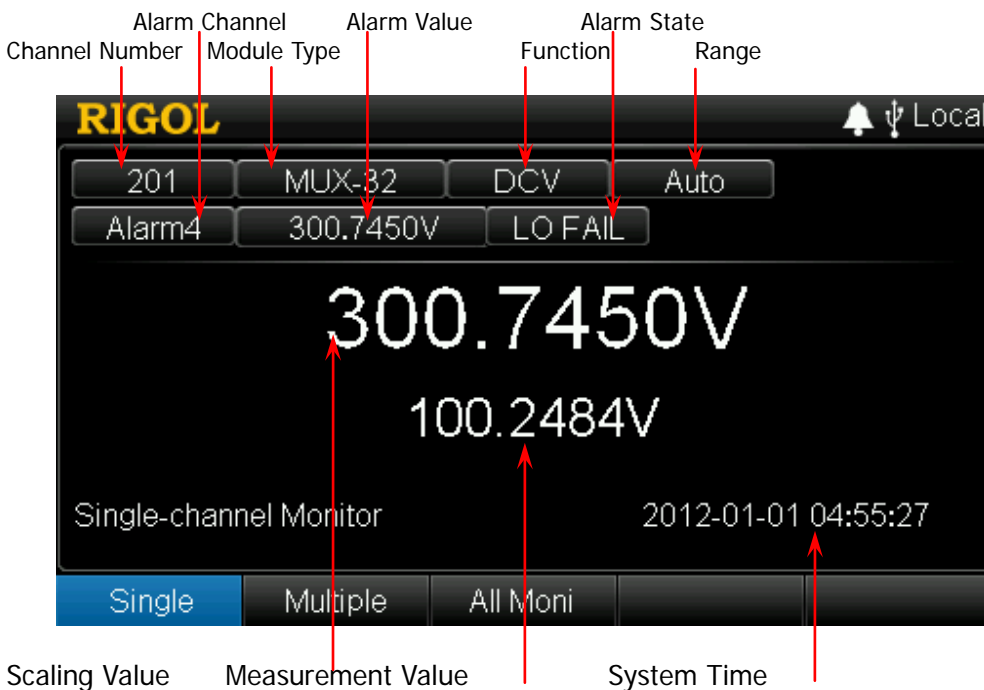 Alarm Channel Alarm Value Alarm State
Channel Number Module Type Function Range
RIGOL Local
201 MUX-32 DCV Auto
Alarm4 300.7450V LO FAIL
300.7450V
100.2484V
Single-channel Monitor 2012-01-01 04:55:27
Single Multiple All Moni
Scaling Value Measurement Value System Time